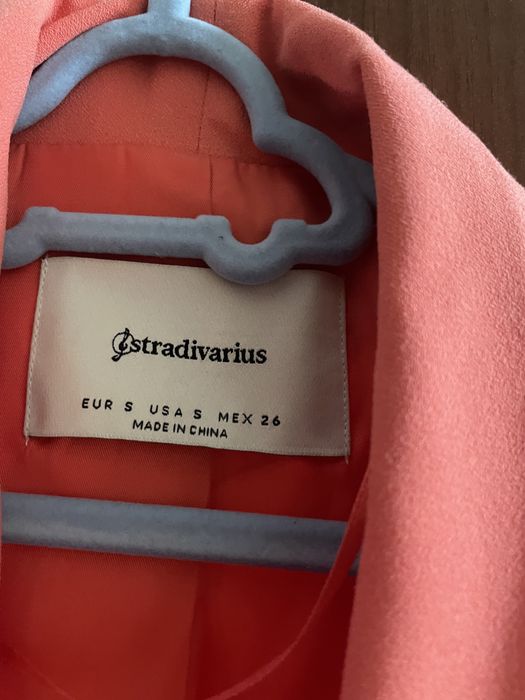 stradivarius
EUR S USA S MEX 26
MADE IN CHINA